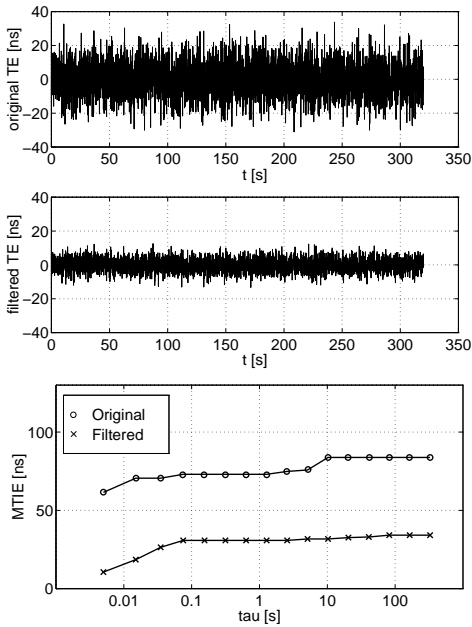 original TE [ns]
40
20
0
−20
−40
0 50 100 150 200 250 300 350
t [s]
filtered TE [ns]
40
20
0
−20
−40
0 50 100 150 200 250 300 350
t [s]
MTIE [ns]
100
50
0
Original
Filtered
0.01 0.1 1 10 100
tau [s]